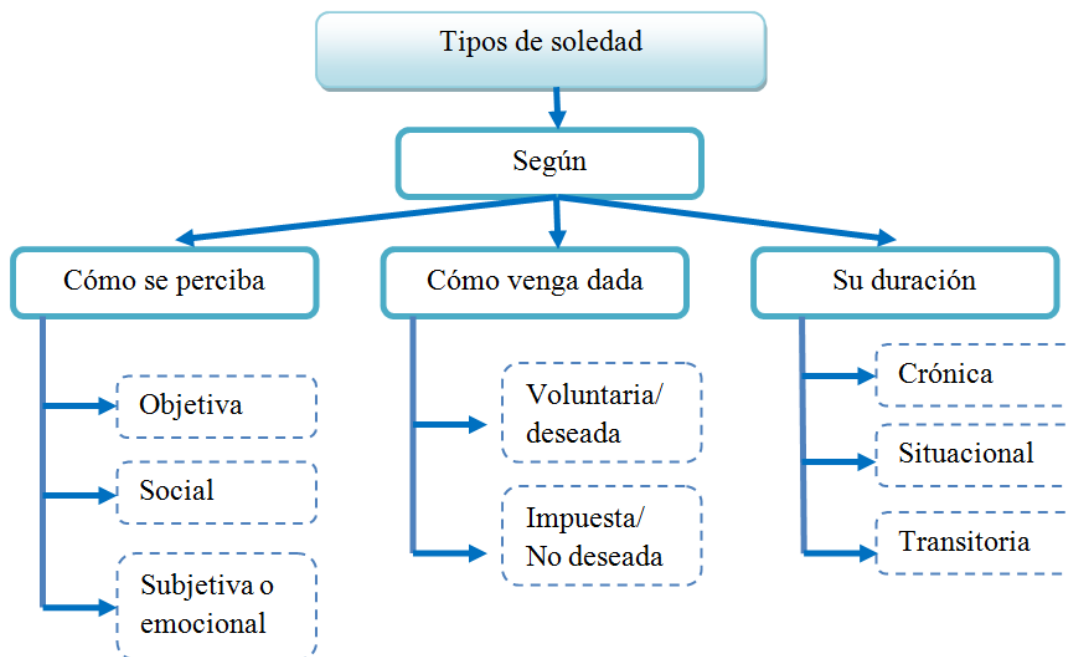 Tipos de soledad
Según
Cómo se perciba
Objetiva
Social
Subjetiva o
emocional
Cómo venga dada
Voluntaria/
deseada
Impuesta/
No deseada
Su duración
Crónica
Situacional
Transitoria